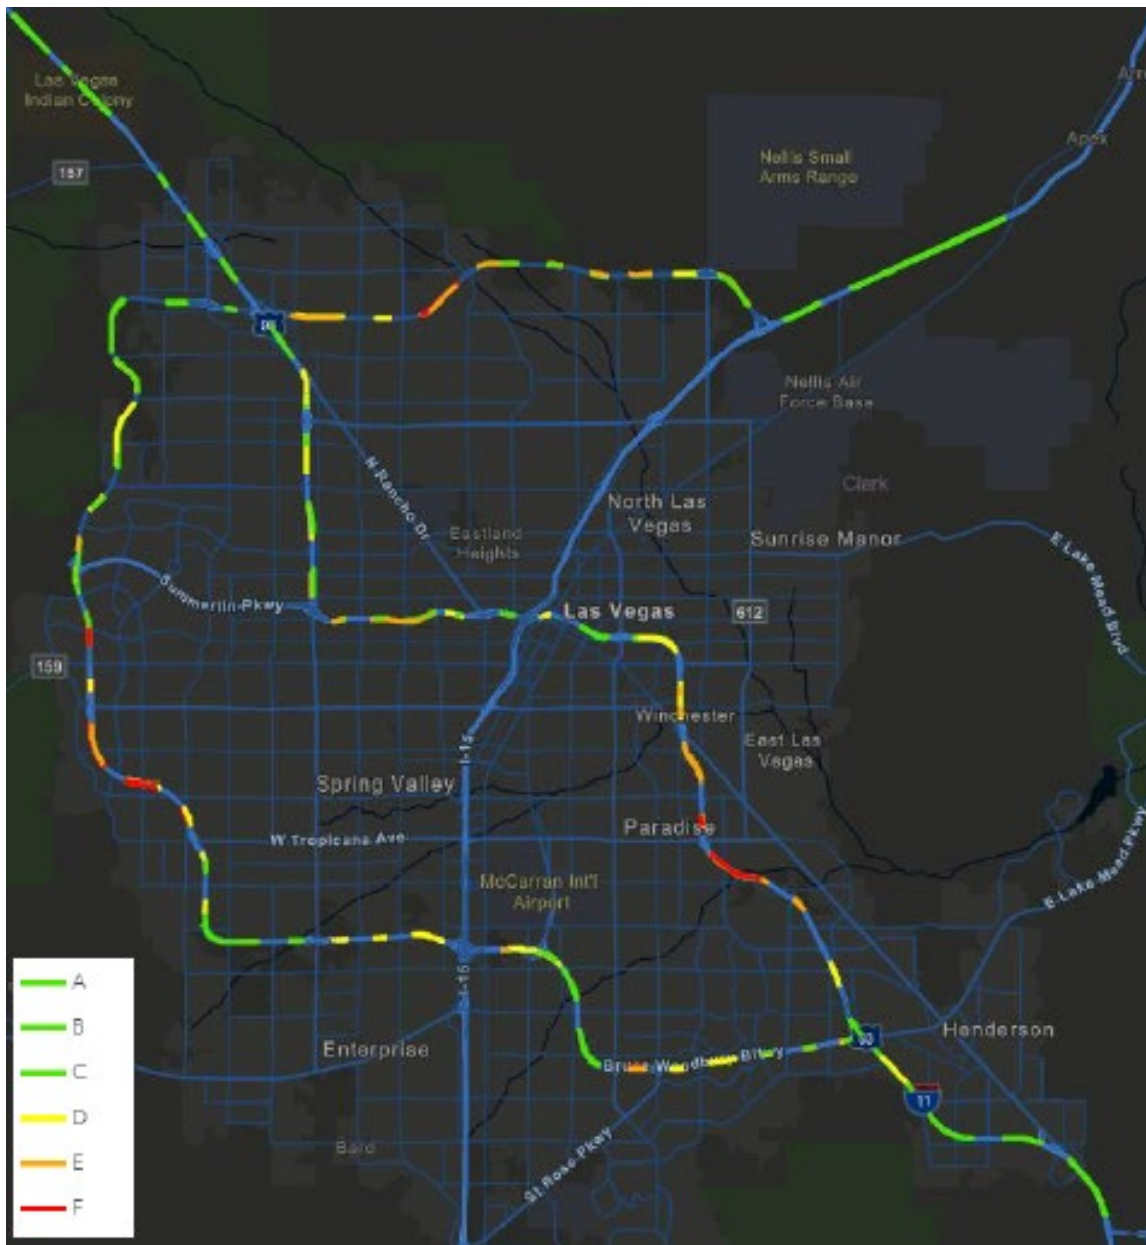 Las Vegas
Indian Colony
157
Nellis Small
Arms Range
Apex
Nellis Air
Force Base
N Rancho Dr
Eastland
Heights
North Las
Vegas
Clark
Sunrise Manor
E Lake Mead Blvd
Summerlin Pkwy
Las Vegas
612
159
Winchester
East Las
Vegas
I-15
Spring Valley
W Tropicana Ave
Paradise
McCarran Int'l
Airport
E Lake Mead Pkwy
I-15
Enterprise
Henderson
Bruce Woodbury Bltwy
11
St Rose Pkwy
A
B
C
D
E
F